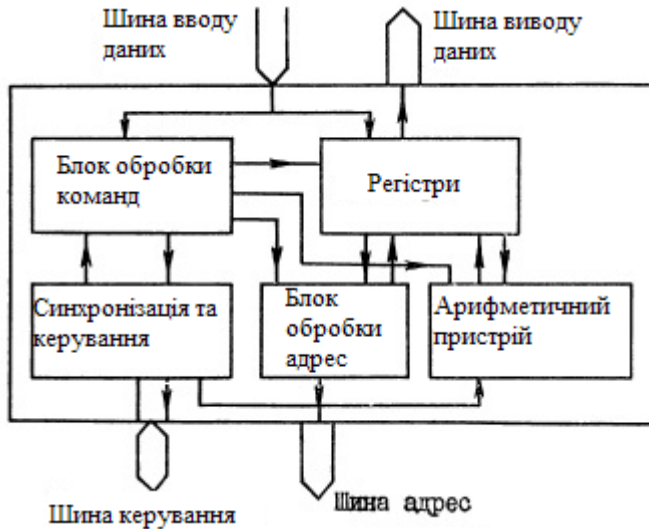 Шина вводу
даних
Шина виводу
даних
Блок обробки
команд
Регістри
Синхронізація та
керування
Блок
обробки
адрес
Арифметичний
пристрій
Шина керування
Шина адрес